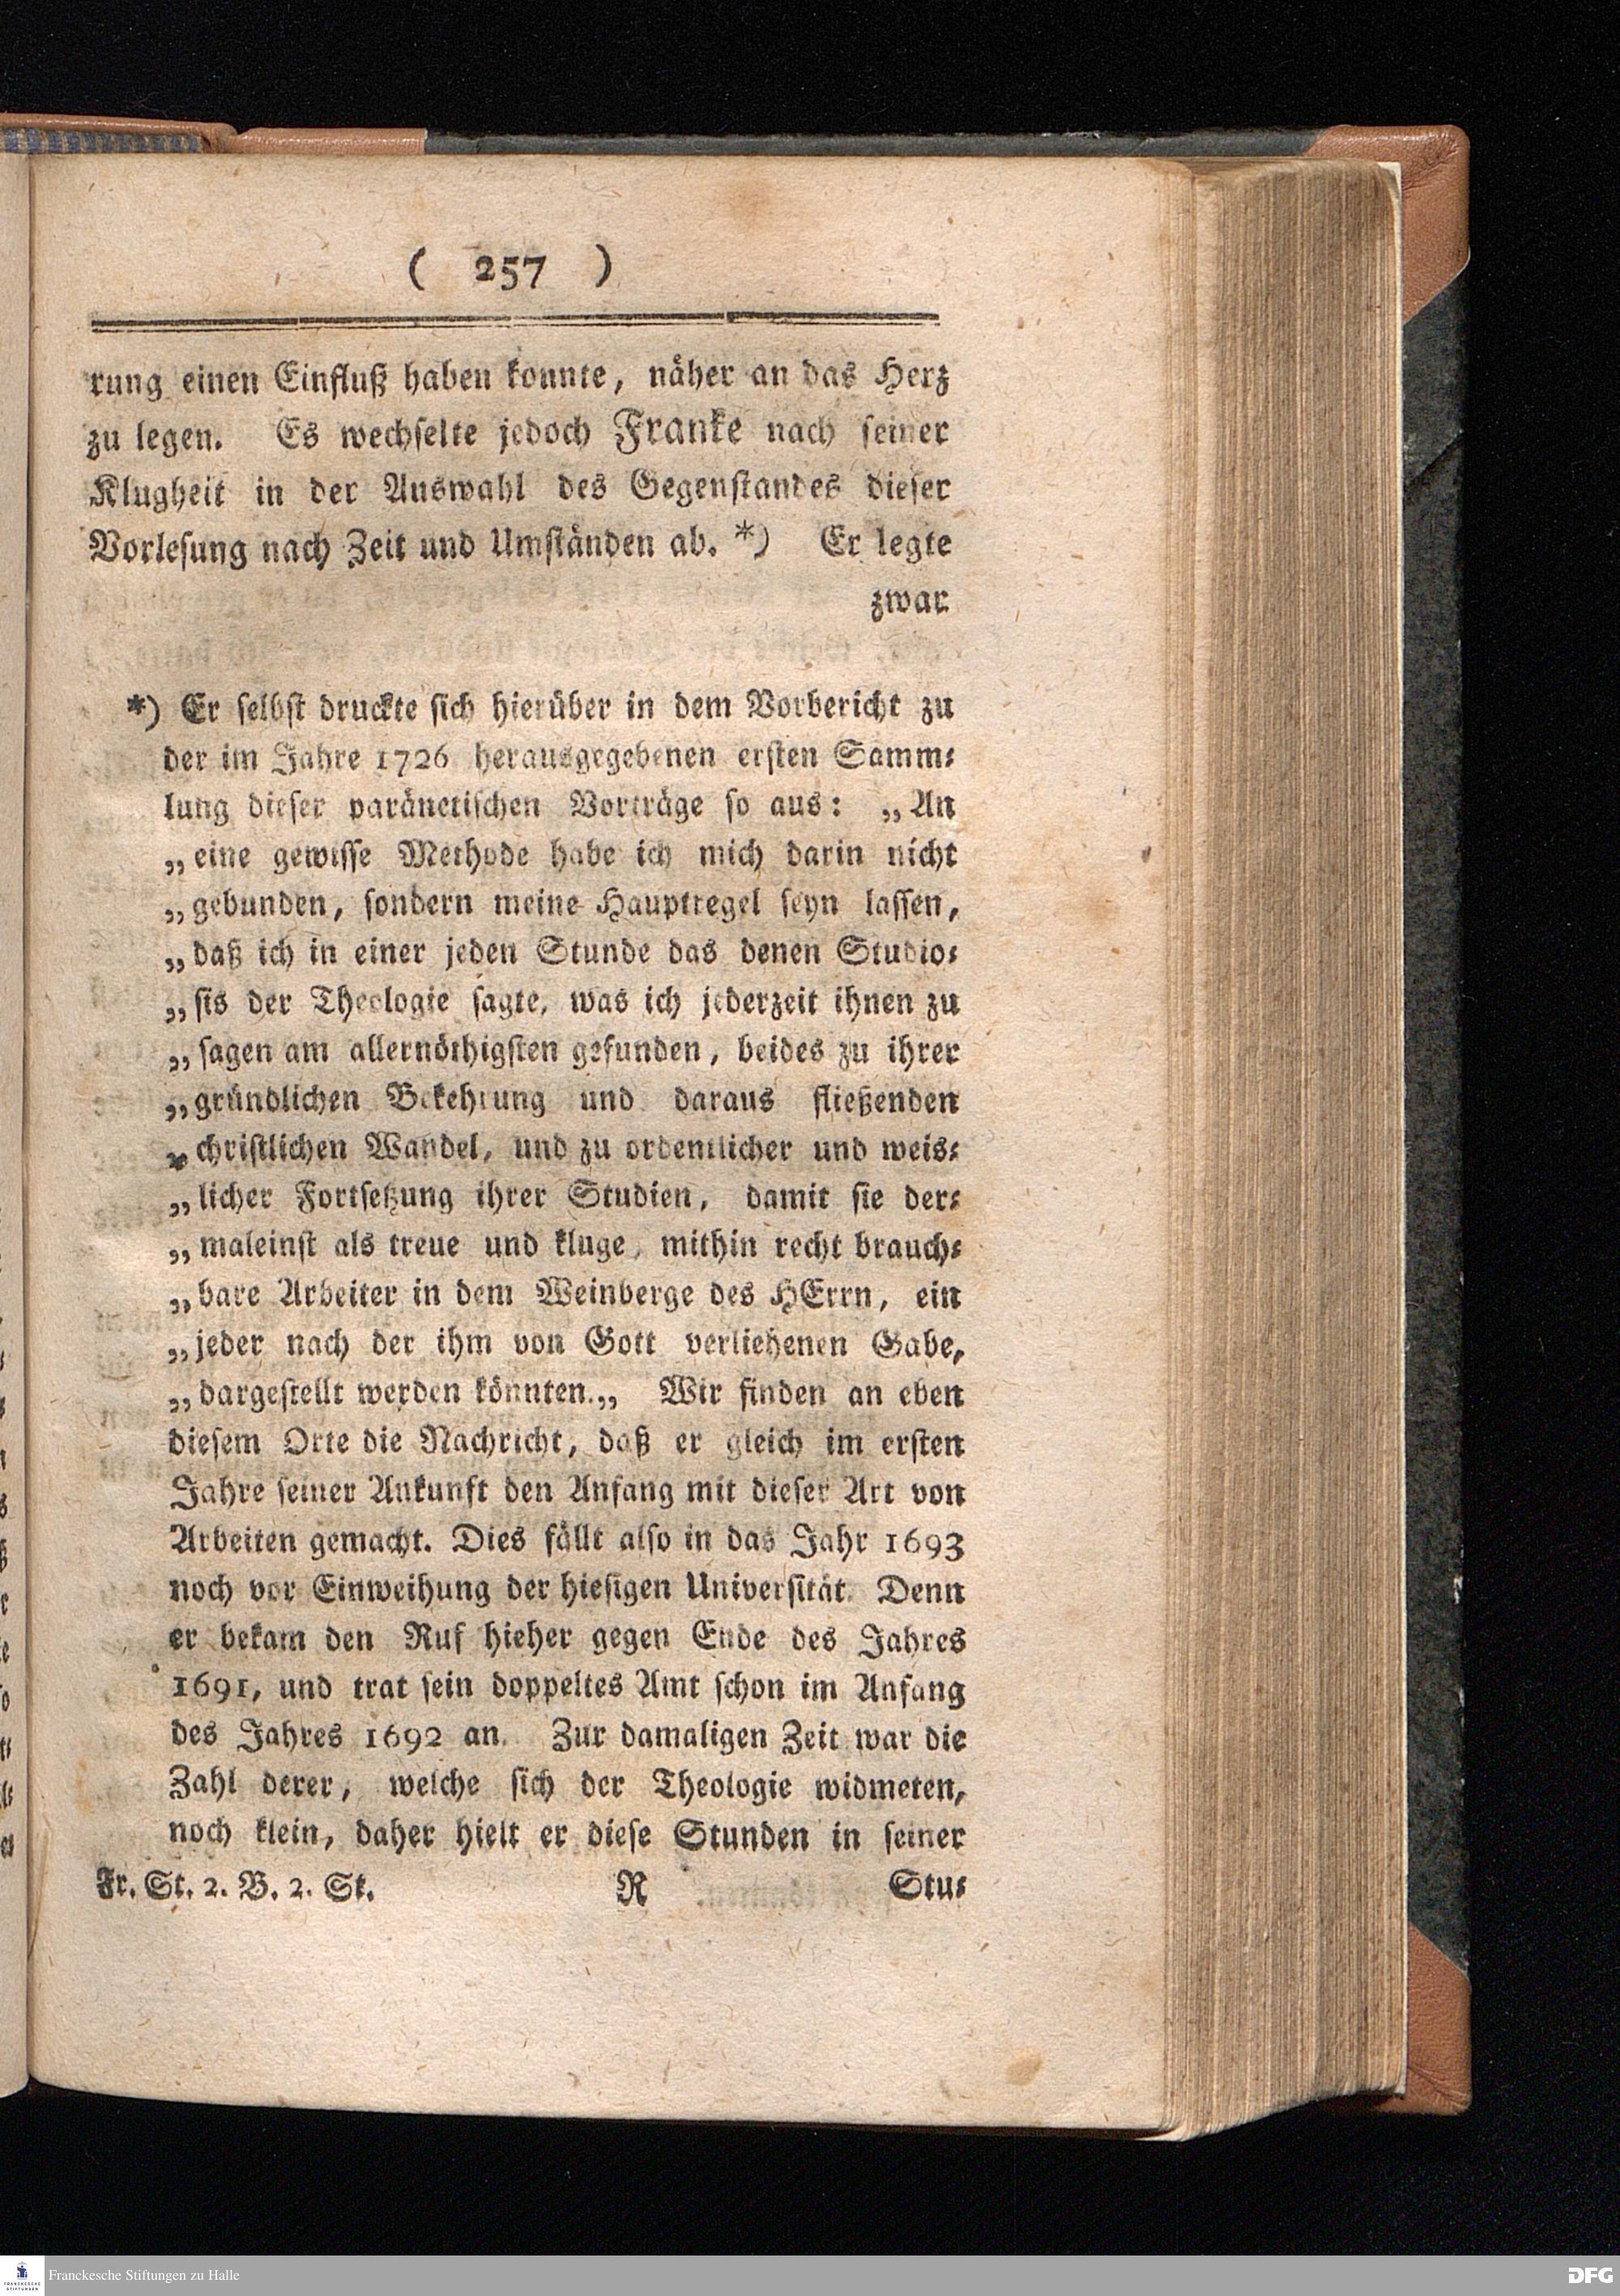 ( 257 )
rung einen Einfluß haben konnte, näher an das Herz
zu legen. Es wechselte jedoch Franke nach seiner
Klugheit in der Auswahl des Gegenstandes dieser
Vorlesung nach Zeit und Umständen ab. *) Er legte
zwar
*) Er selbst druckte sich hierüber in dem Vorbericht zu
der im Jahre 1726 herausgegebenen ersten Samm⸗
lung dieser paränetischen Vorträge so aus: „An
„eine gewisse Methode habe ich mich darin nicht
„gebunden, sondern meine Hauptregel seyn lassen,
„daß ich in einer jeden Stunde das denen Studio⸗
„sis der Theologie sagte, was ich jederzeit ihnen zu
„sagen am allernöthigsten gefunden, beides zu ihrer
„gründlichen Bekehrung und daraus fließenden
„christlichen Wandel, und zu ordentlicher und weis⸗
„licher Fortsetzung ihrer Studien, damit sie der⸗
„maleinst als treue und kluge, mithin recht brauch⸗
„bare Arbeiter in dem Weinberge des HErrn, ein
„jeder nach der ihm von Gott verliehenen Gabe,
„dargestellt werden könnten.„ Wir finden an eben
diesem Orte die Nachricht, daß er gleich im ersten
Jahre seiner Ankunft den Anfang mit dieser Art von
Arbeiten gemacht. Dies fällt also in das Jahr 1693
noch vor Einweihung der hiesigen Universität. Denn
er bekam den Ruf hieher gegen Ende des Jahres
1691, und trat sein doppeltes Amt schon im Anfang
des Jahres 1692 an. Zur damaligen Zeit war die
Zahl derer, welche sich der Theologie widmeten,
noch klein, daher hielt er diese Stunden in seiner
Fr. St. 2. B. 2. St. R Stu⸗
FRANCKESCHE STIFTUNGEN
Franckesche Stiftungen zu Halle
DFG